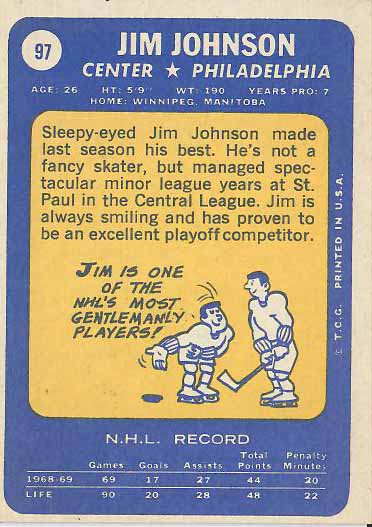 97
JIM JOHNSON
CENTER ★ PHILADELPHIA
AGE: 26 HT: 5'9" WT: 190 YEARS PRO: 7
HOME: WINNIPEG, MANITOBA
Sleepy-eyed Jim Johnson made
last season his best. He's not a
fancy skater, but managed spec-
tacular minor league years at St.
Paul in the Central League. Jim is
always smiling and has proven to
be an excellent playoff competitor.
JIM IS ONE
OF THE
NHL'S MOST
GENTLEMANLY
PLAYERS!
© T.C.G. PRINTED IN U.S.A.
N.H.L. RECORD
Games Goals Assists Total Points Penalty Minutes
1968-69 69 17 27 44 20
LIFE 90 20 28 48 22